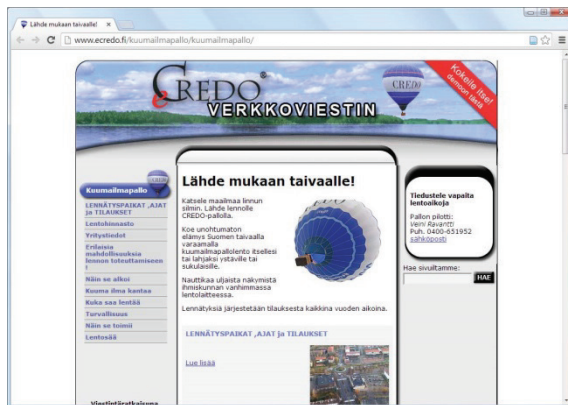 Lähde mukaan taivaalle!
www.ecredo.fi/kuumailmapallo/kuumailmapallo/
CREDO®
VERKKOVIESTIN
Kokeile itse!
demoon tästä
CREDO
Kuumailmapallo
LENNÄTYSPAIKAT ,AJAT
ja TILAUKSET
Lentohinnasto
Yritystiedot
Erilaisia
mahdollisuuksia
lennon toteuttamiseen
!
Näin se alkoi
Kuuma ilma kantaa
Kuka saa lentää
Turvallisuus
Näin se toimii
Lentosää
Viestintäratkaisuna
Lähde mukaan taivaalle!
Katsele maailmaa linnun
silmin. Lähde lennolle
CREDO-pallolla.
Koe unohtumaton
elämys Suomen taivaalla
varaamalla
kuumailmapallolento itsellesi
tai lahjaksi ystäville tai
sukulaisille.
Nauttikaa uljaista näkymistä
ihmiskunnan vanhimmassa
lentolaitteessa.
Lennätyksiä järjestetään tilauksesta kaikkina vuoden aikoina.
LENNÄTYSPAIKAT ,AJAT ja TILAUKSET
Lue lisää
Tiedustele vapaita
lentoaikoja
Pallon pilotti:
Veini Ravantti
Puh. 0400-651952
sähköposti
Hae sivuiltamme:
HAE